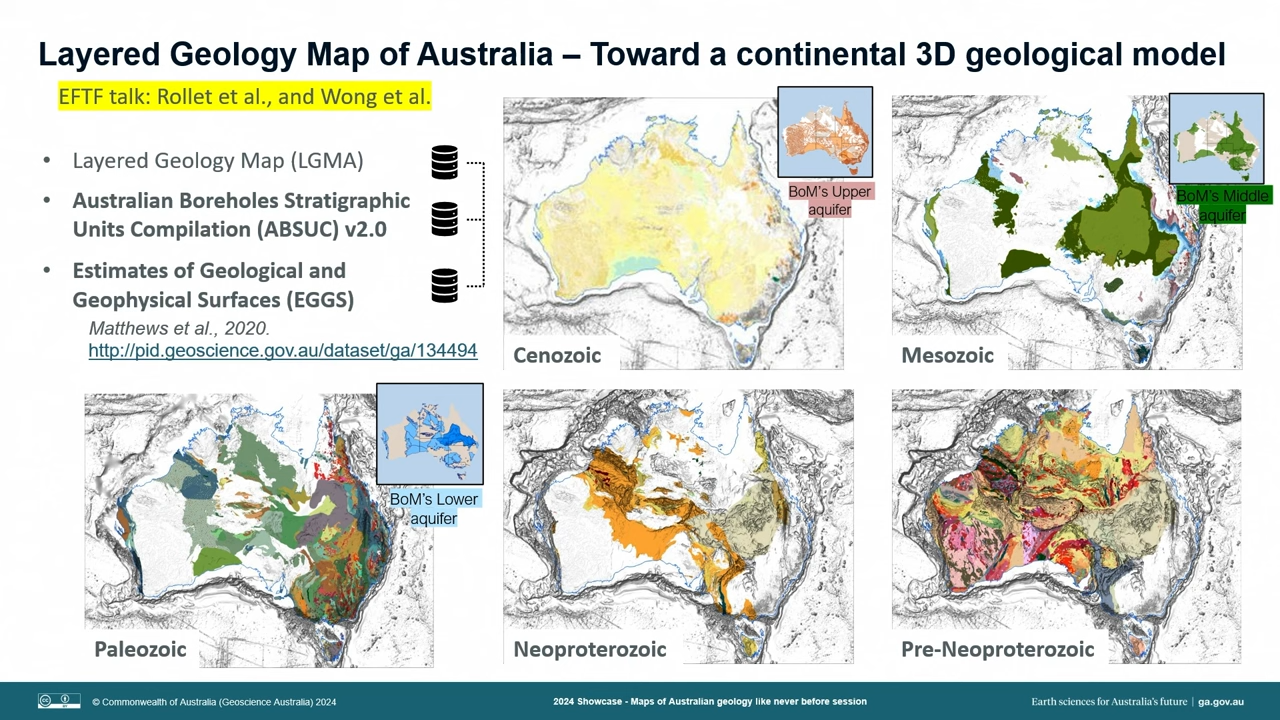 Layered Geology Map of Australia – Toward a continental 3D geological model
EFTF talk: Rollet et al., and Wong et al.
• Layered Geology Map (LGMA)
• Australian Boreholes Stratigraphic
Units Compilation (ABSUC) v2.0
• Estimates of Geological and
Geophysical Surfaces (EGGS)
Matthews et al., 2020.
http://pid.geoscience.gov.au/dataset/ga/134494
BoM's Upper
aquifer
Cenozoic
BoM's Middle
aquifer
Mesozoic
BoM's Lower
aquifer
Paleozoic
Neoproterozoic
Pre-Neoproterozoic
cc
BY
© Commonwealth of Australia (Geoscience Australia) 2024
2024 Showcase - Maps of Australian geology like never before session
Earth sciences for Australia's future | ga.gov.au